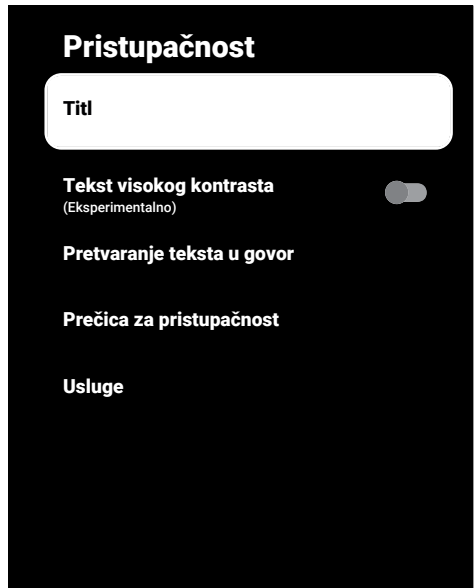 Pristupačnost
Titl
Tekst visokog kontrasta
(Eksperimentalno)
Pretvaranje teksta u govor
Prečica za pristupačnost
Usluge